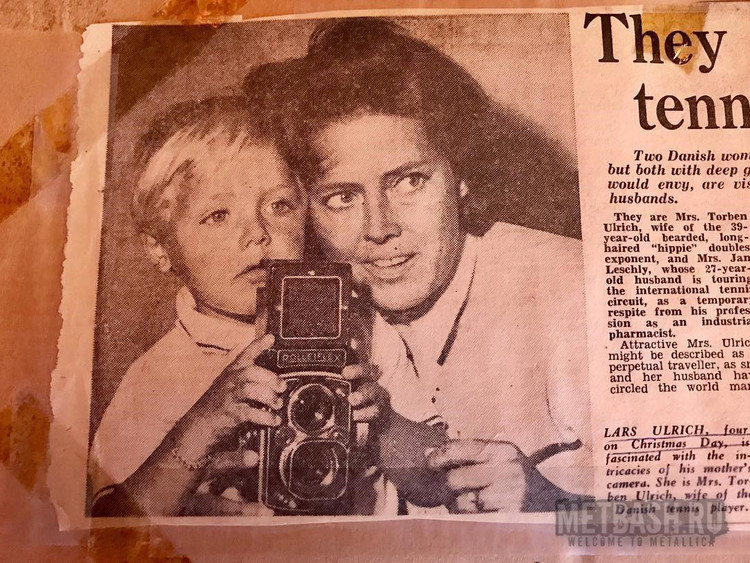 They
tenn
Two Danish wom
but both with deep g
would envy, are vis
husbands.
They are Mrs. Torben
Ulrich, wife of the 39-
year-old bearded, long-
haired "hippie" doubles
exponent, and Mrs. Jan
Leschly, whose 27-year-
old husband is touring
the international tennis
circuit, as a temporary
respite from his profes-
sion as an industrial
pharmacist.
Attractive Mrs. Ulric
might be described as
perpetual traveller, as
and her husband hav
circled the world man
LARS ULRICH, four
on Christmas Day, is
fascinated with the in-
tricacies of his mother's
camera. She is Mrs. Tor-
ben Ulrich, wife of the
Danish tennis player.
ROLLEIFLEX
METBASH.RU
WELCOME TO METALLICA